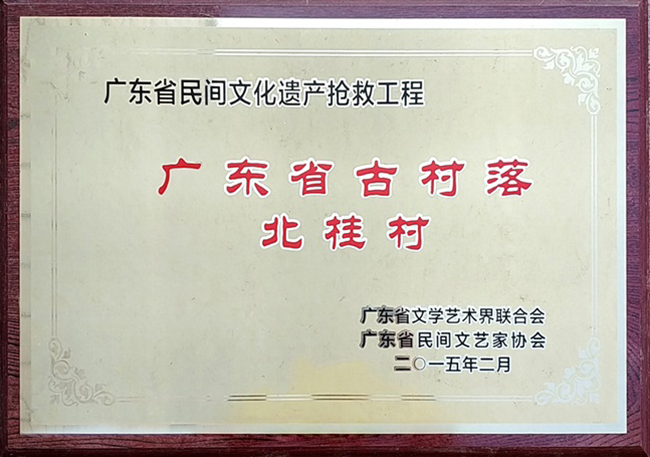 广东省民间文化遗产抢救工程
广东省古村落
北桂村
广东省文学艺术界联合会
广东省民间文艺家协会
二〇一五年二月